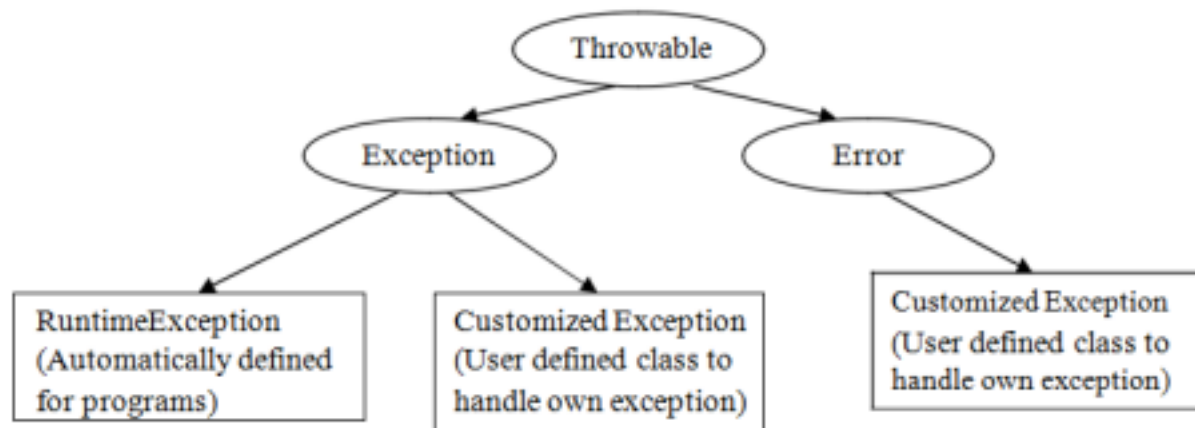 Throwable
Exception
Error
RuntimeException
(Automatically defined
for programs)
Customized Exception
(User defined class to
handle own exception)
Customized Exception
(User defined class to
handle own exception)